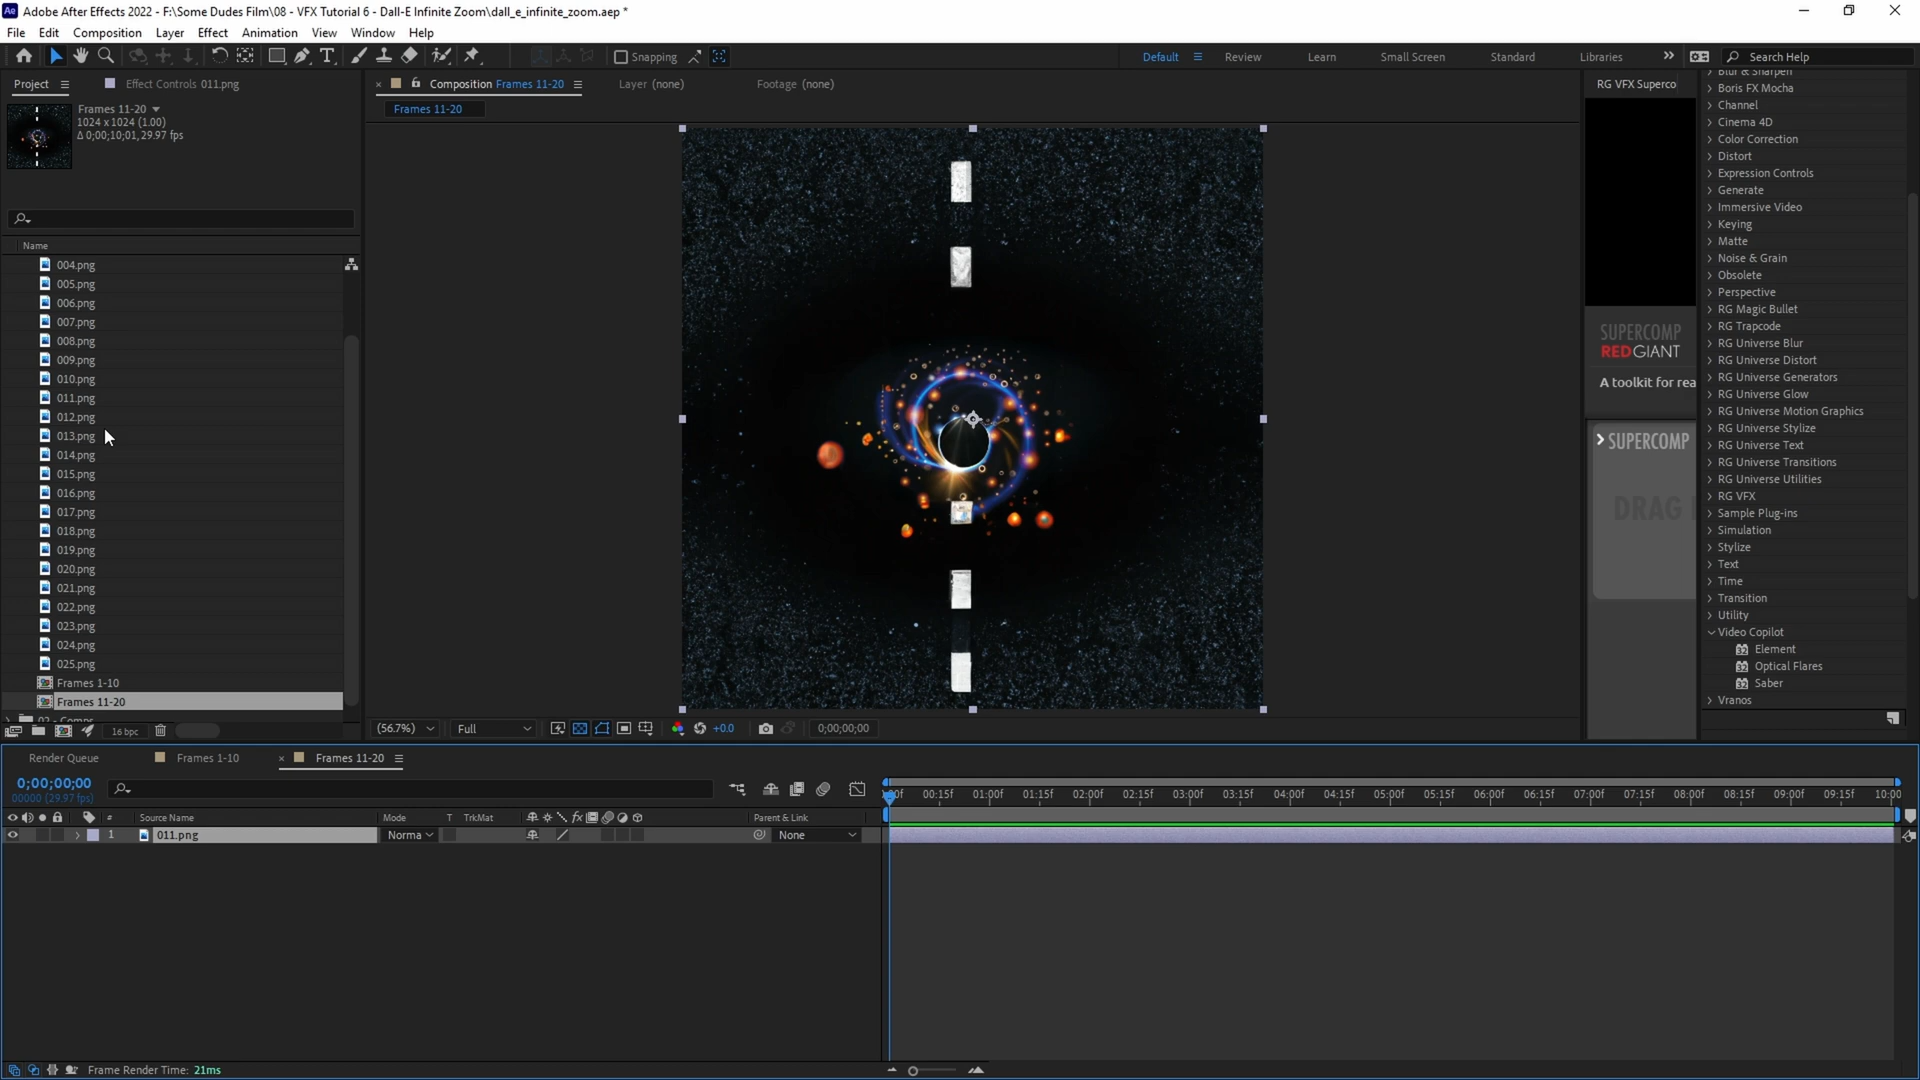 Ae Adobe After Effects 2022 - F:\Some Dudes Film\08 - VFX Tutorial 6 - Dall-E Infinite Zoom\dall_e_infinite_zoom.aep *
File Edit Composition Layer Effect Animation View Window Help
Snapping Default Review Learn Small Screen Standard Libraries Search Help
Project Effect Controls 011.png
Frames 11-20
1024 x 1024 (1.00)
Δ 0;00;10;01, 29.97 fps
Name
004.png
005.png
006.png
007.png
008.png
009.png
010.png
011.png
012.png
013.png
014.png
015.png
016.png
017.png
018.png
019.png
020.png
021.png
022.png
023.png
024.png
025.png
Frames 1-10
Frames 11-20
02 - Comps
16 bpc
Composition Frames 11-20 Layer (none) Footage (none)
Frames 11-20
(56.7%) Full +0.0 0;00;00;00
RG VFX Superco
SUPERCOMP
REDGIANT
A toolkit for rea
SUPERCOMP
DRAG
Blur & Sharpen
Boris FX Mocha
Channel
Cinema 4D
Color Correction
Distort
Expression Controls
Generate
Immersive Video
Keying
Matte
Noise & Grain
Obsolete
Perspective
RG Magic Bullet
RG Trapcode
RG Universe Blur
RG Universe Distort
RG Universe Generators
RG Universe Glow
RG Universe Motion Graphics
RG Universe Stylize
RG Universe Text
RG Universe Transitions
RG Universe Utilities
RG VFX
Sample Plug-ins
Simulation
Stylize
Text
Time
Transition
Utility
Video Copilot
32 Element
32 Optical Flares
32 Saber
Vranos
Render Queue Frames 1-10 Frames 11-20
0;00;00;00
00000 (29.97 fps)
# Source Name Mode T TrkMat Parent & Link
1 011.png Norma None
:00f 00:15f 01:00f 01:15f 02:00f 02:15f 03:00f 03:15f 04:00f 04:15f 05:00f 05:15f 06:00f 06:15f 07:00f 07:15f 08:00f 08:15f 09:00f 09:15f 10:00
Frame Render Time: 21ms